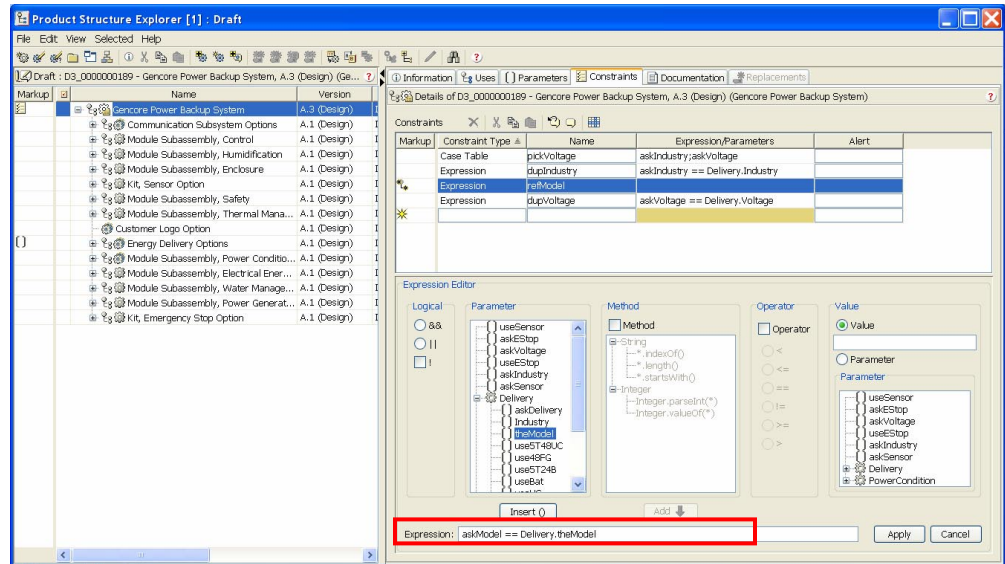 Product Structure Explorer [1] : Draft
File Edit View Selected Help
Draft : D3_0000000189 - Gencore Power Backup System, A.3 (Design) (Ge...
Information Uses Parameters Constraints Documentation Replacements
Details of D3_0000000189 - Gencore Power Backup System, A.3 (Design) (Gencore Power Backup System)
Markup Name Version
Gencore Power Backup System A.3 (Design)
Communication Subsystem Options A.1 (Design)
Module Subassembly, Control A.1 (Design)
Module Subassembly, Humidification A.1 (Design)
Module Subassembly, Enclosure A.1 (Design)
Kit, Sensor Option A.1 (Design)
Module Subassembly, Safety A.1 (Design)
Module Subassembly, Thermal Mana... A.1 (Design)
Customer Logo Option A.1 (Design)
Energy Delivery Options A.1 (Design)
Module Subassembly, Power Conditio... A.1 (Design)
Module Subassembly, Electrical Ener... A.1 (Design)
Module Subassembly, Water Manage... A.1 (Design)
Module Subassembly, Power Generat... A.1 (Design)
Kit, Emergency Stop Option A.1 (Design)
Constraints
Markup Constraint Type Name Expression/Parameters Alert
Case Table pickVoltage askIndustry;askVoltage
Expression dupIndustry askIndustry == Delivery.Industry
Expression refModel
Expression dupVoltage askVoltage == Delivery.Voltage
Expression Editor
Logical
&&
||
!
Parameter
useSensor
askEStop
askVoltage
useEStop
askIndustry
askSensor
Delivery
askDelivery
Industry
theModel
use5T48UC
use48FG
use5T24B
useBat
Insert ()
Method
Method
String
*.indexOf()
*.length()
*.startsWith()
Integer
Integer.parseInt(*)
Integer.valueOf(*)
Add
Operator
Operator
<
<=
==
!=
>=
>
Value
Value
Parameter
Parameter
useSensor
askEStop
askVoltage
useEStop
askIndustry
askSensor
Delivery
PowerCondition
Expression: askModel == Delivery.theModel
Apply Cancel